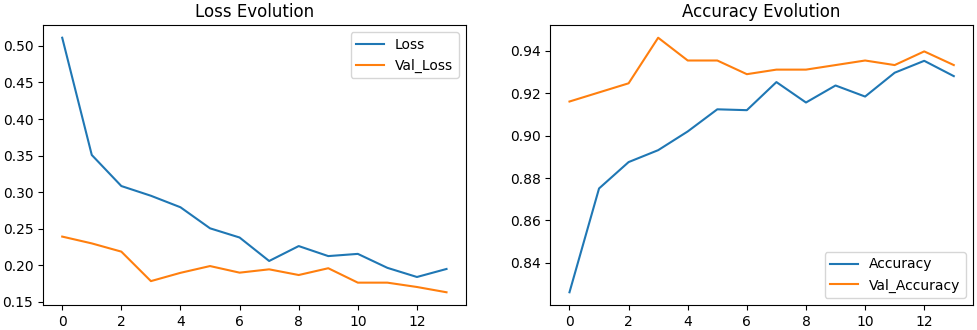 Loss Evolution
0.50
0.45
0.40
0.35
0.30
0.25
0.20
0.15
0 2 4 6 8 10 12
Loss
Val_Loss
Accuracy Evolution
0.94
0.92
0.90
0.88
0.86
0.84
0 2 4 6 8 10 12
Accuracy
Val_Accuracy